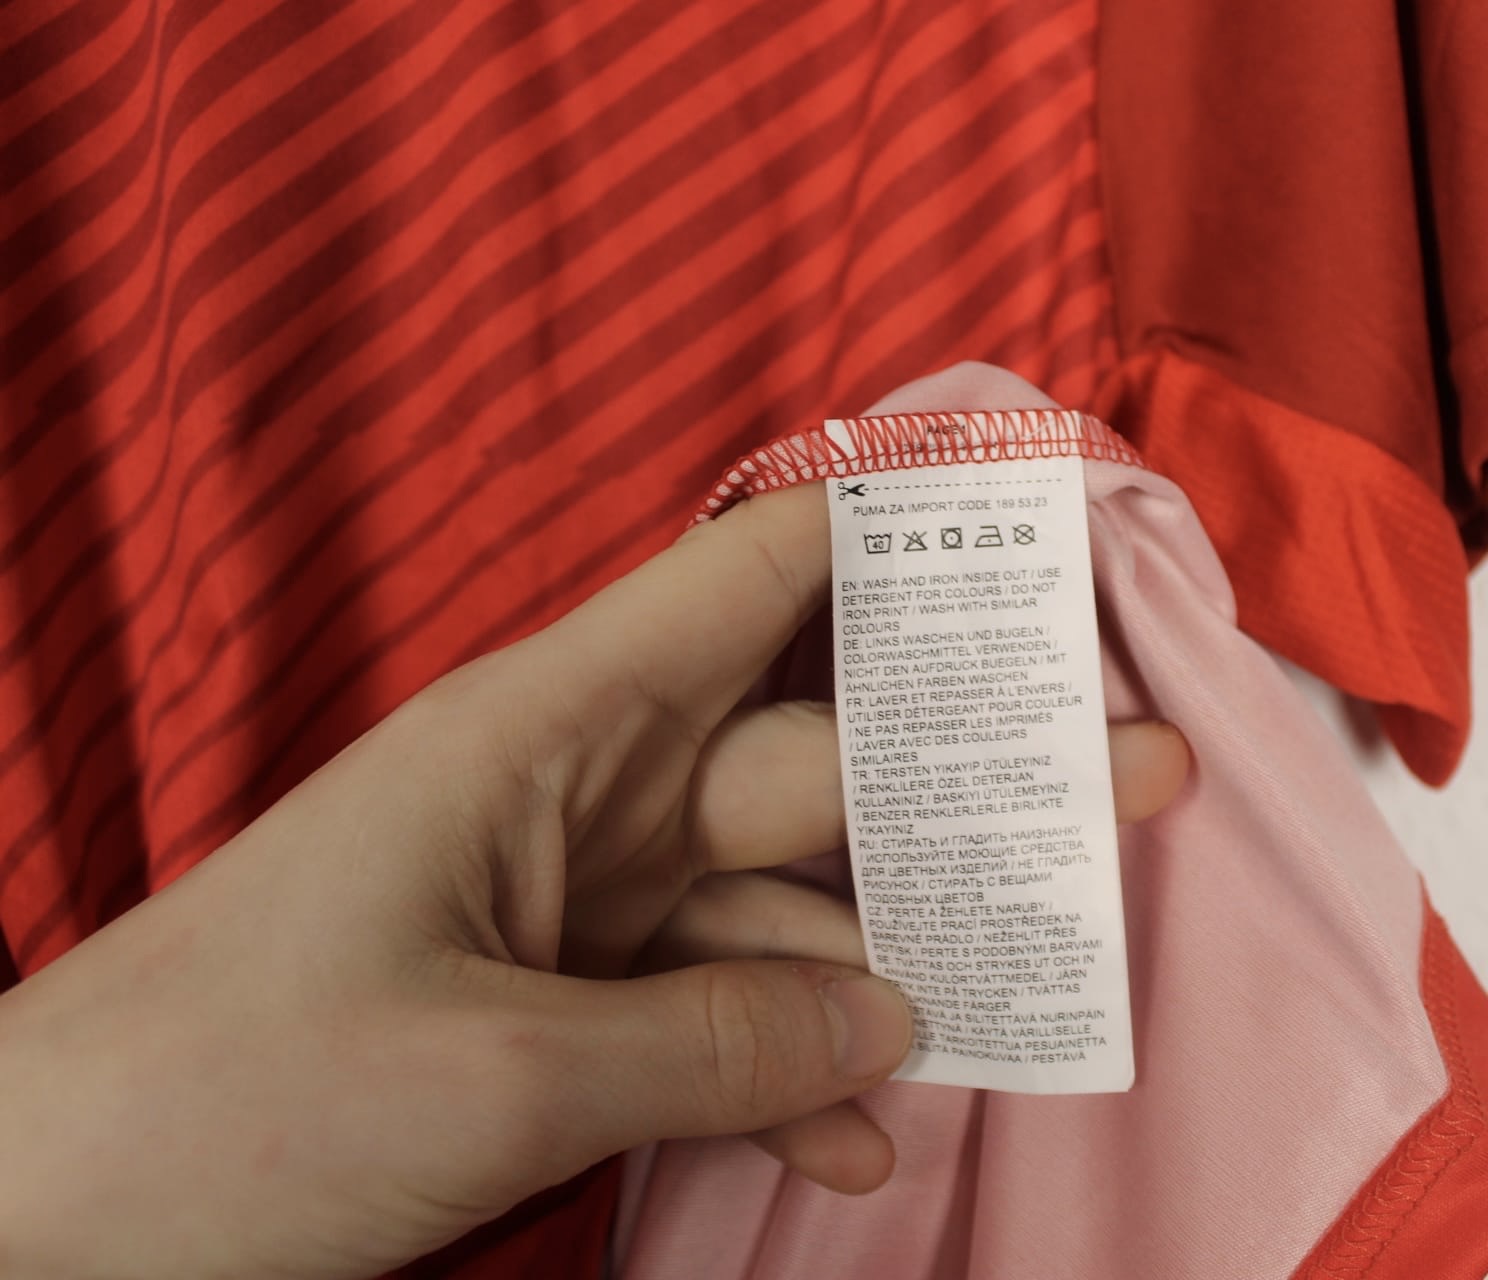 PAGE1
PUMA ZA IMPORT CODE 189 53 23
40
EN: WASH AND IRON INSIDE OUT / USE
DETERGENT FOR COLOURS / DO NOT
IRON PRINT / WASH WITH SIMILAR
COLOURS
DE: LINKS WASCHEN UND BUGELN /
COLORWASCHMITTEL VERWENDEN /
NICHT DEN AUFDRUCK BUEGELN / MIT
ÄHNLICHEN FARBEN WASCHEN
FR: LAVER ET REPASSER À L'ENVERS /
UTILISER DÉTERGEANT POUR COULEUR
/ NE PAS REPASSER LES IMPRIMÉS
/ LAVER AVEC DES COULEURS
SIMILAIRES
TR: TERSTEN YIKAYIP ÜTÜLEYINIZ
/ RENKLİLERE ÖZEL DETERJAN
KULLANINIZ / BASKIYI ÜTÜLEMEYİNİZ
/ BENZER RENKLERLERLE BIRLIKTE
YIKAYINIZ
RU: СТИРАТЬ И ГЛАДИТЬ НАИЗНАНКУ
/ ИСПОЛЬЗУЙТЕ МОЮЩИЕ СРЕДСТВА
ДЛЯ ЦВЕТНЫХ ИЗДЕЛИЙ / НЕ ГЛАДИТЬ
РИСУНОК / СТИРАТЬ С ВЕЩАМИ
ПОДОБНЫХ ЦВЕТОВ
CZ: PERTE A ŽEHLETE NARUBY /
POUŽÍVEJTE PRACÍ PROSTŘEDEK NA
BAREVNÉ PRÁDLO / NEŽEHLIT PŘES
POTISK / PERTE S PODOBNÝMI BARVAMI
SE: TVÄTTAS OCH STRYKES UT OCH IN
/ ANVÄND KULÖRTVÄTTMEDEL / JÄRN
INTE PÅ TRYCKEN / TVÄTTAS
LIKNANDE FÄRGER
JA SILITETTÄVÄ NURINPÄIN
/ KÄYTÄ VÄRILLISELLE
TARKOITETTUA PESUAINETTA
SILITÄ PAINOKUVAA / PESTÄVÄ